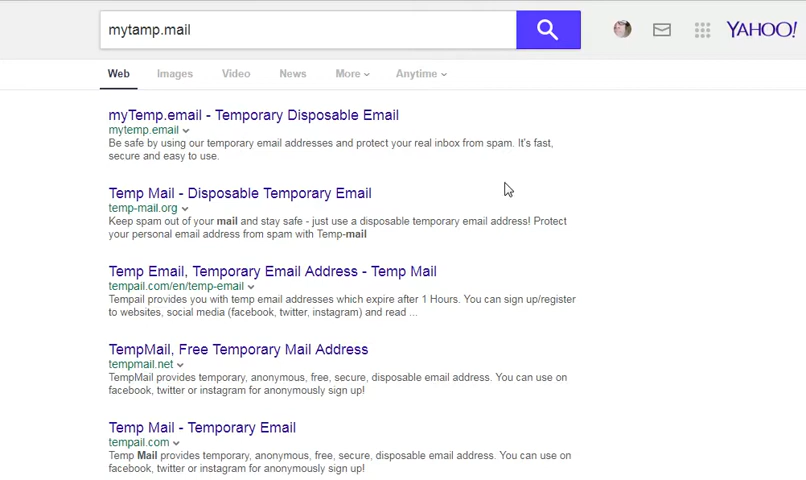 mytamp.mail
YAHOO!
Web Images Video News More Anytime
myTemp.email - Temporary Disposable Email
mytemp.email
Be safe by using our temporary email addresses and protect your real inbox from spam. It's fast,
secure and easy to use.
Temp Mail - Disposable Temporary Email
temp-mail.org
Keep spam out of your mail and stay safe - just use a disposable temporary email address! Protect
your personal email address from spam with Temp-mail
Temp Email, Temporary Email Address - Temp Mail
tempail.com/en/temp-email
Tempail provides you with temp email addresses which expire after 1 Hours. You can sign up/register
to websites, social media (facebook, twitter, instagram) and read ...
TempMail, Free Temporary Mail Address
tempmail.net
TempMail provides temporary, anonymous, free, secure, disposable email address. You can use on
facebook, twitter or instagram for anonymously sign up!
Temp Mail - Temporary Email
tempail.com
Temp Mail provides temporary, anonymous, free, secure, disposable email address. You can use on
facebook, twitter or instagram for anonymously sign up!